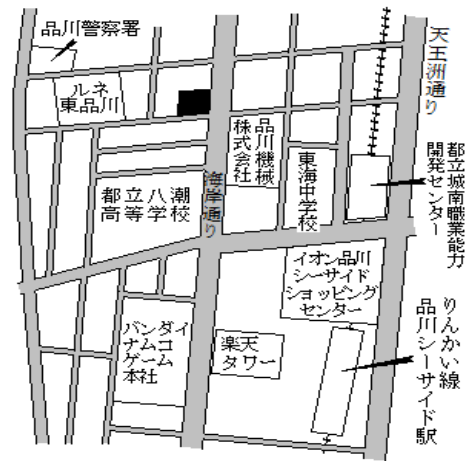 品川警察署
ルネ
東品川
天王洲通り
品川機械
株式会社
東海中学校
都立城南職業能力
開発センター
都立八潮
高等学校
海岸通り
イオン品川
シーサイド
ショッピング
センター
りんかい線
品川シーサイド駅
バンダイ
ナムコ
ゲーム
本社
楽天
タワー